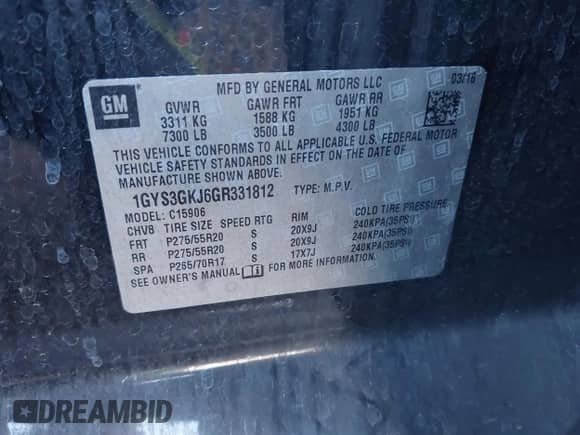 GM
MFD BY GENERAL MOTORS LLC 03/16
GVWR GAWR FRT GAWR RR
3311 KG 1588 KG 1951 KG
7300 LB 3500 LB 4300 LB
THIS VEHICLE CONFORMS TO ALL APPLICABLE U.S. FEDERAL MOTOR
VEHICLE SAFETY STANDARDS IN EFFECT ON THE DATE OF
MANUFACTURE SHOWN ABOVE.
1GYS3GKJ6GR331812 TYPE: M.P.V.
MODEL: C15906
CHVB TIRE SIZE SPEED RTG RIM COLD TIRE PRESSURE
FRT P275/55R20 S 20X9J 240KPA(35PSI)
RR P275/55R20 S 20X9J 240KPA(35PSI)
SPA P265/70R17 S 17X7J 240KPA(35PSI)
SEE OWNER'S MANUAL FOR MORE INFORMATION.
DREAMBID